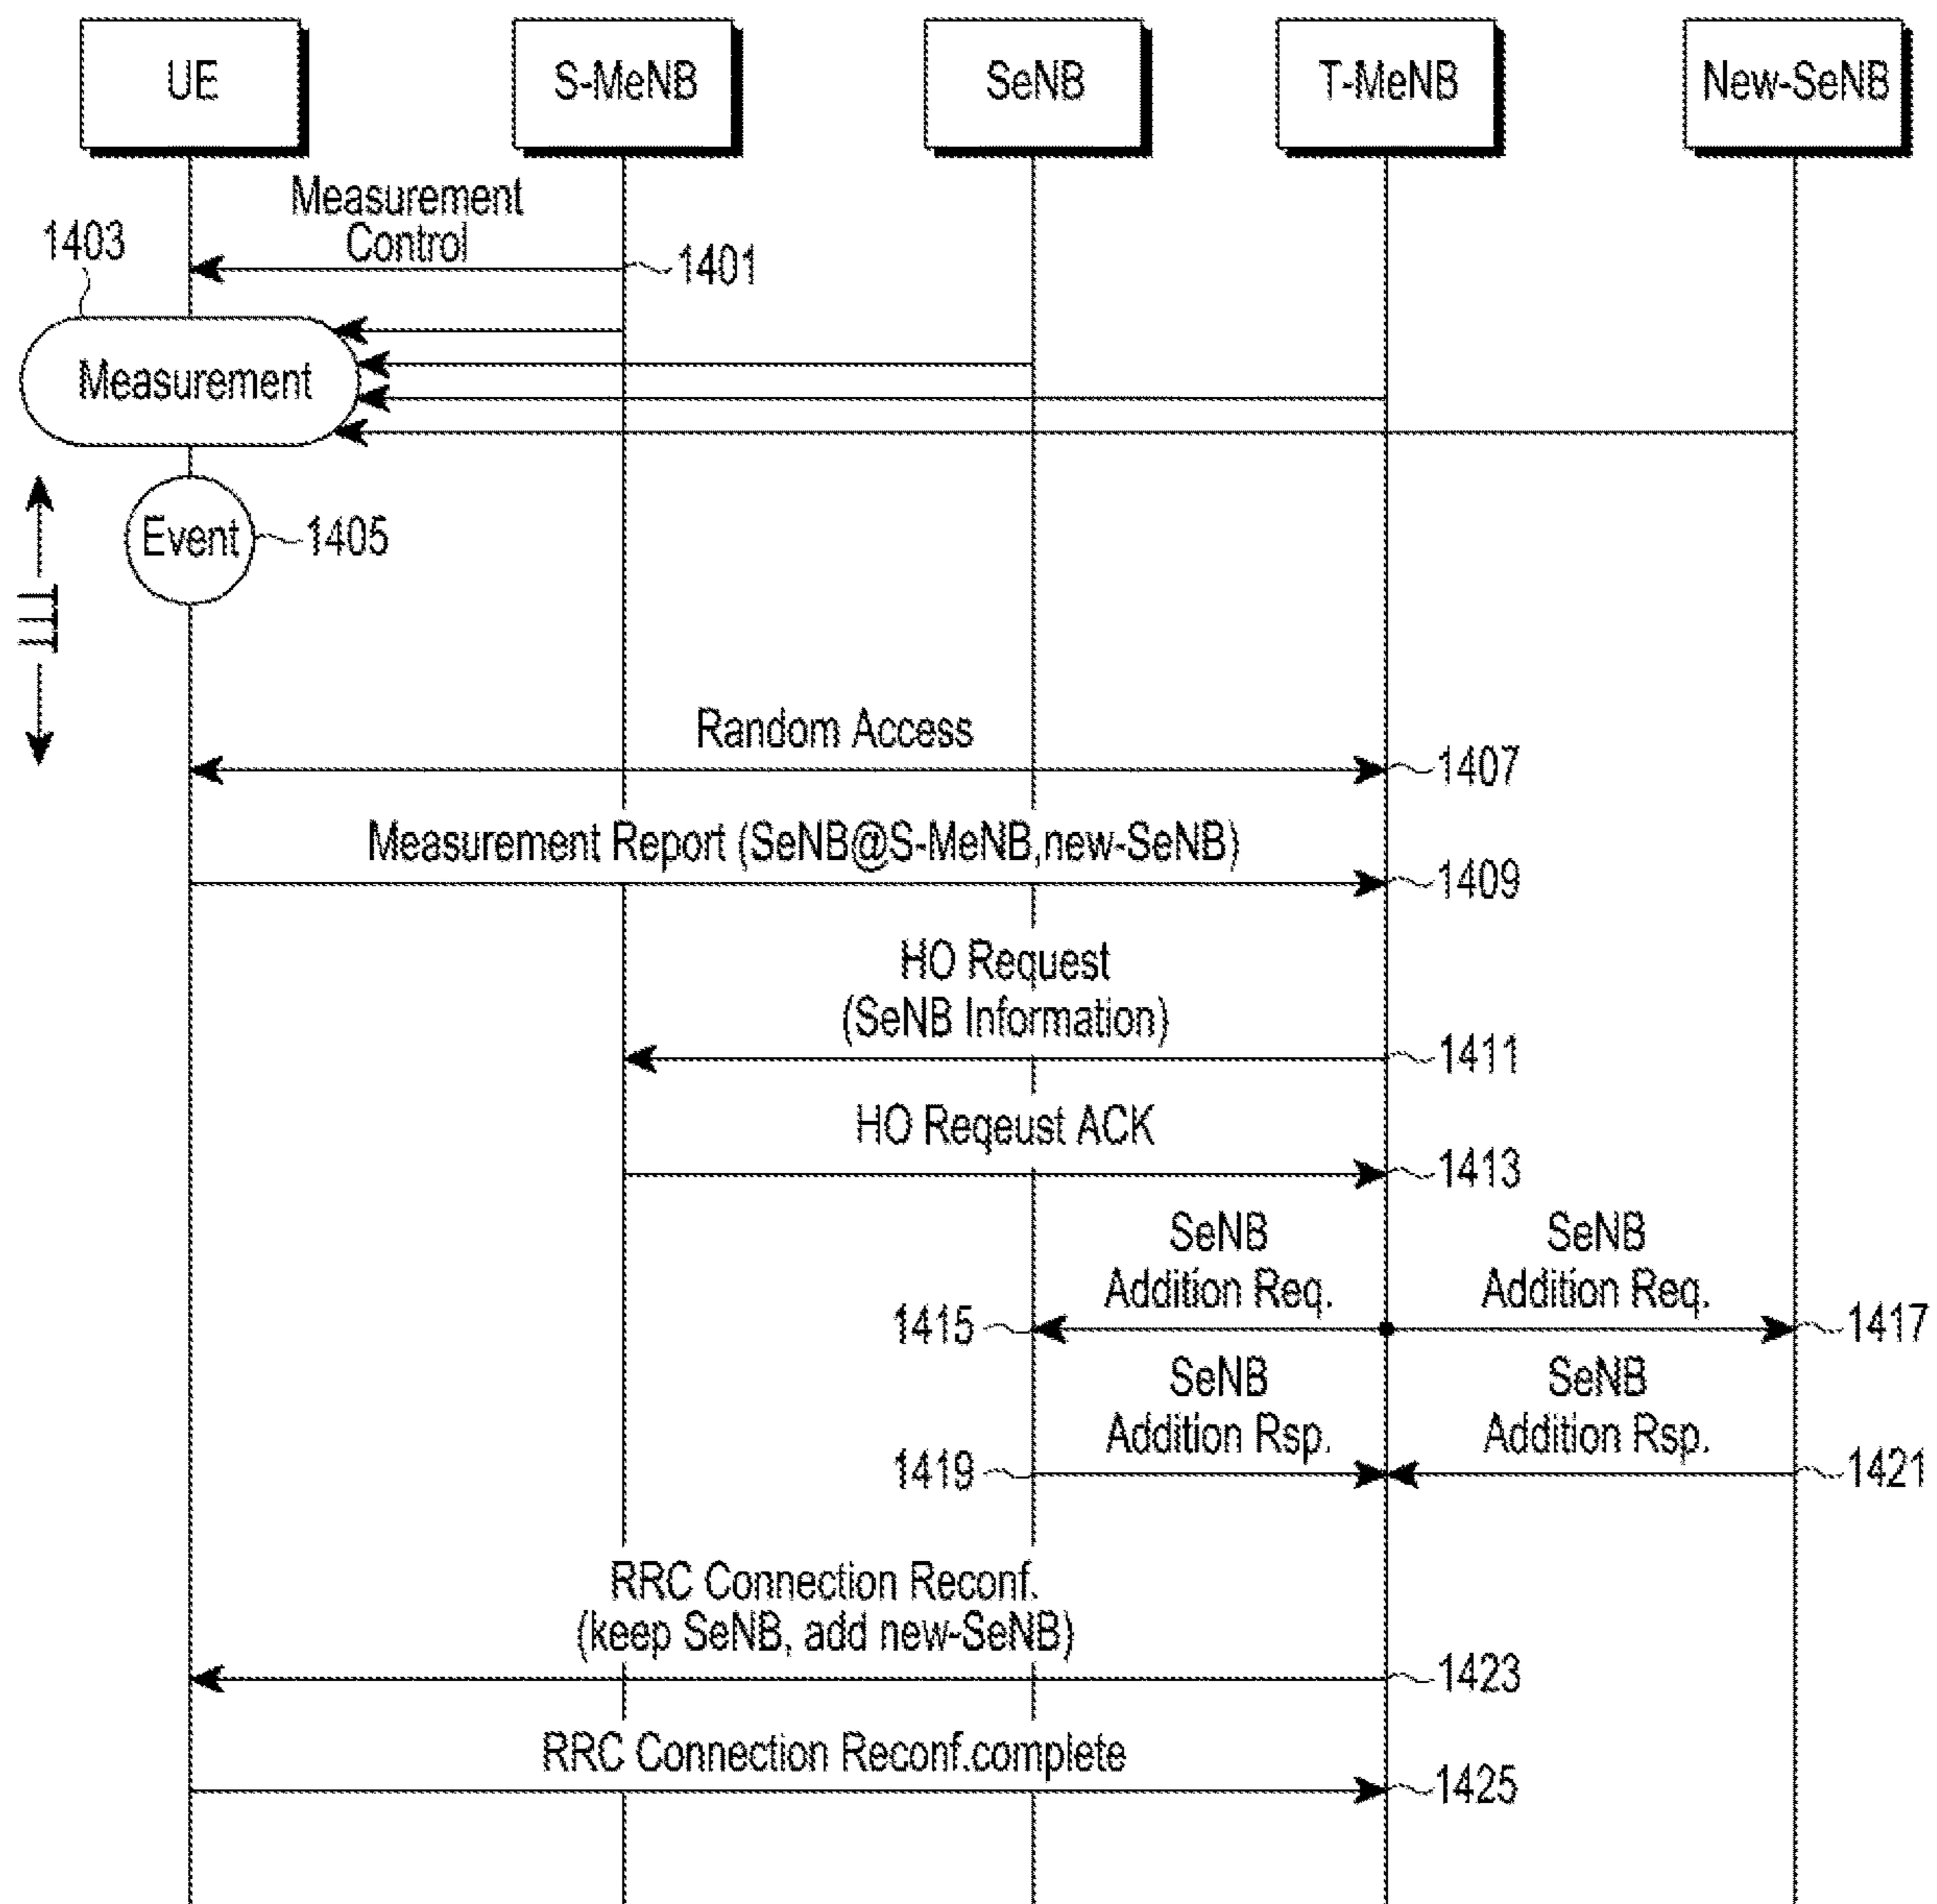 UE
S-MeNB
SeNB
T-MeNB
New-SeNB
Measurement
Control
1403
1401
Measurement
Event
1405
TTT
Random Access
1407
Measurement Report (SeNB@S-MeNB,new-SeNB)
1409
HO Request
(SeNB Information)
1411
HO Reqeust ACK
1413
SeNB
Addition Req.
SeNB
Addition Req.
1415
1417
SeNB
Addition Rsp.
SeNB
Addition Rsp.
1419
1421
RRC Connection Reconf.
(keep SeNB, add new-SeNB)
1423
RRC Connection Reconf.complete
1425